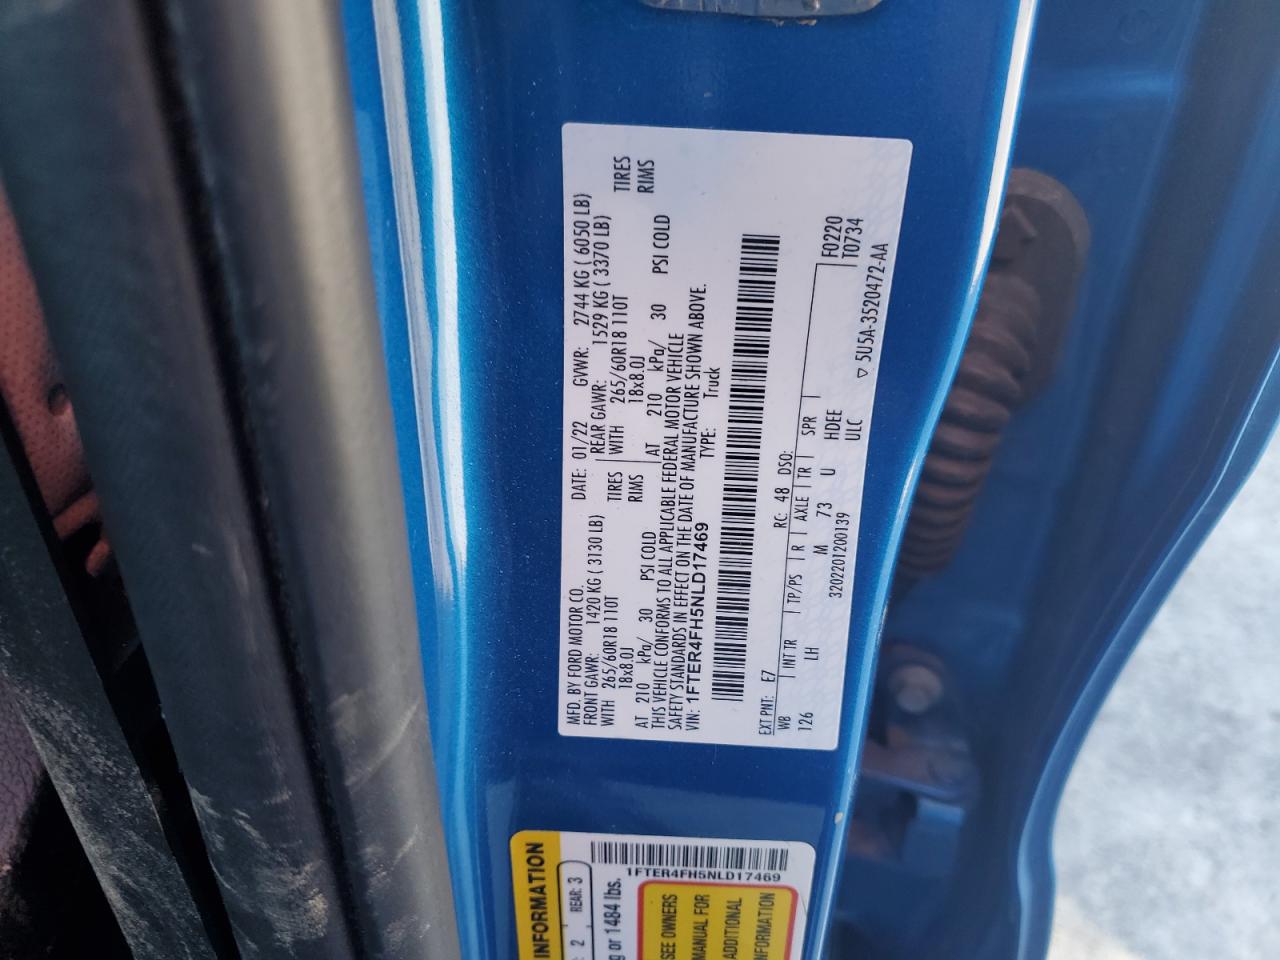 MFD. BY FORD MOTOR CO.
DATE: 01/22 GVWR: 2744 KG ( 6050 LB)
FRONT GAWR: 1420 KG ( 3130 LB)
REAR GAWR: 1529 KG ( 3370 LB)
WITH 265/60R18 110T TIRES
WITH 265/60R18 110T TIRES
18x8.0J RIMS
18x8.0J RIMS
AT 210 kPa/ 30 PSI COLD
AT 210 kPa/ 30 PSI COLD
THIS VEHICLE CONFORMS TO ALL APPLICABLE FEDERAL MOTOR VEHICLE
SAFETY STANDARDS IN EFFECT ON THE DATE OF MANUFACTURE SHOWN ABOVE.
VIN: 1FTER4FH5NLD17469
TYPE: Truck
EXT PNT: E7 RC: 48 DSO:
WB INT TR TP/PS R AXLE TR SPR
F0220
126 LH M 73 U HDEE T0734
3202201200139 ULC
5U5A-3520472-AA
INFORMATION
: 2 REAR: 3
g or 1484 lbs.
1FTER4FH5NLD17469
SEE OWNERS
MANUAL FOR
ADDITIONAL
INFORMATION